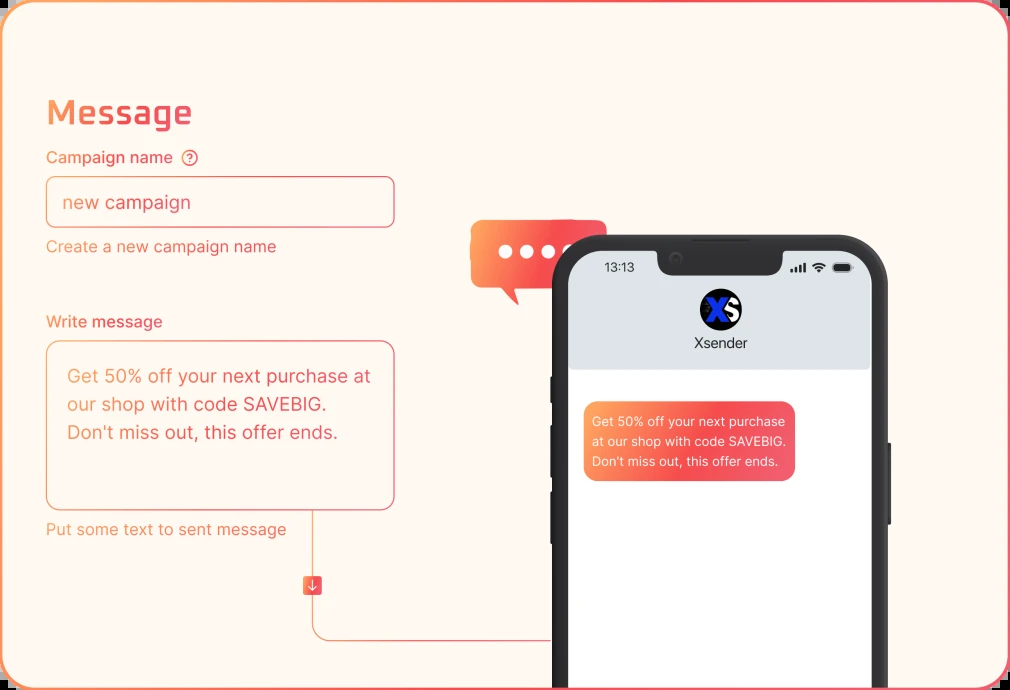 Message
Campaign name ?
new campaign
Create a new campaign name
Write message
Get 50% off your next purchase at
our shop with code SAVEBIG.
Don't miss out, this offer ends.
Put some text to sent message
13:13
XS
Xsender
Get 50% off your next purchase
at our shop with code SAVEBIG.
Don't miss out, this offer ends.